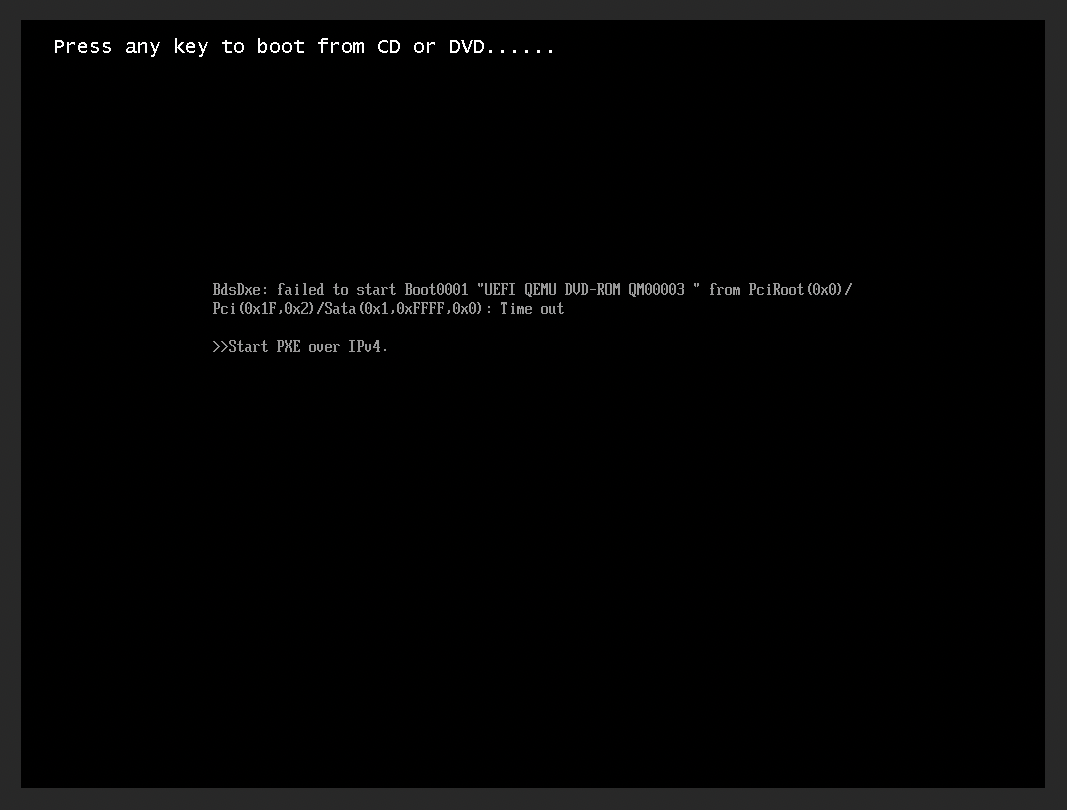 Press any key to boot from CD or DVD......
BdsDxe: failed to start Boot0001 "UEFI QEMU DVD-ROM QM00003 " from PciRoot(0x0)/
Pci(0x1F,0x2)/Sata(0x1,0xFFFF,0x0): Time out
>>Start PXE over IPv4.